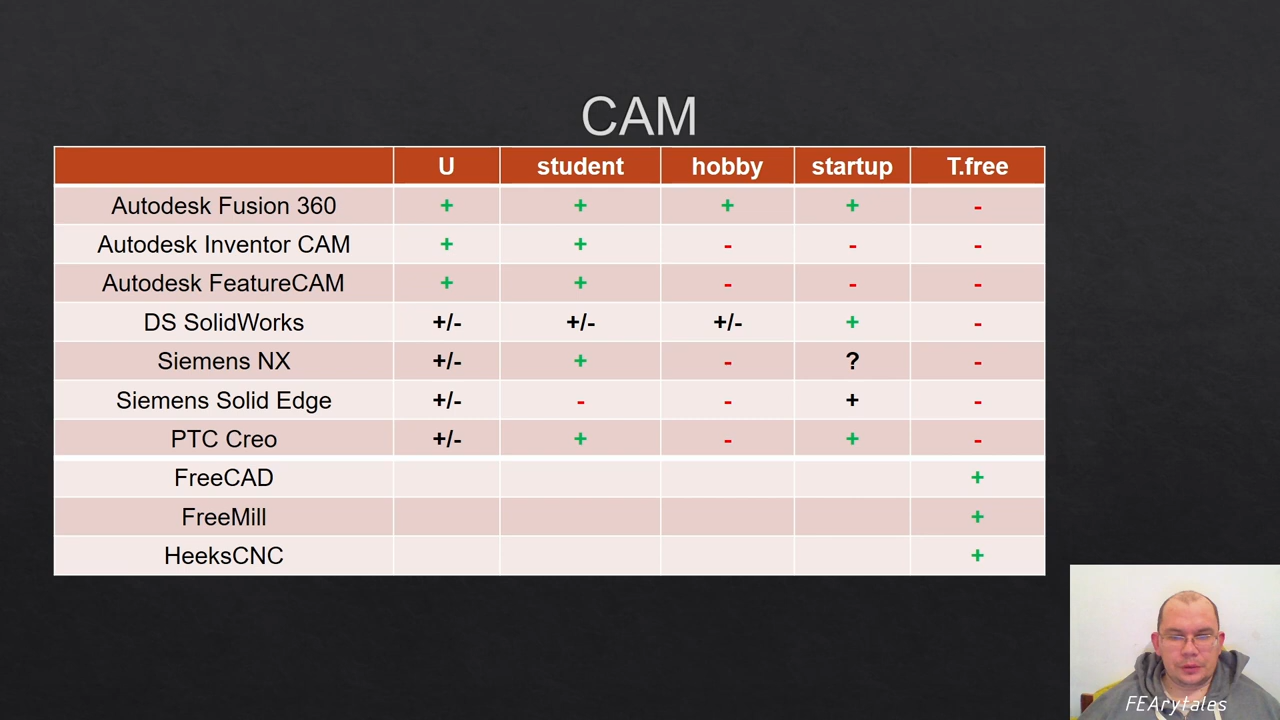 CAM
U student hobby startup T.free
Autodesk Fusion 360 + + + + -
Autodesk Inventor CAM + + - - -
Autodesk FeatureCAM + + - - -
DS SolidWorks +/- +/- +/- + -
Siemens NX +/- + - ? -
Siemens Solid Edge +/- - - + -
PTC Creo +/- + - + -
FreeCAD +
FreeMill +
HeeksCNC +
FEArytales